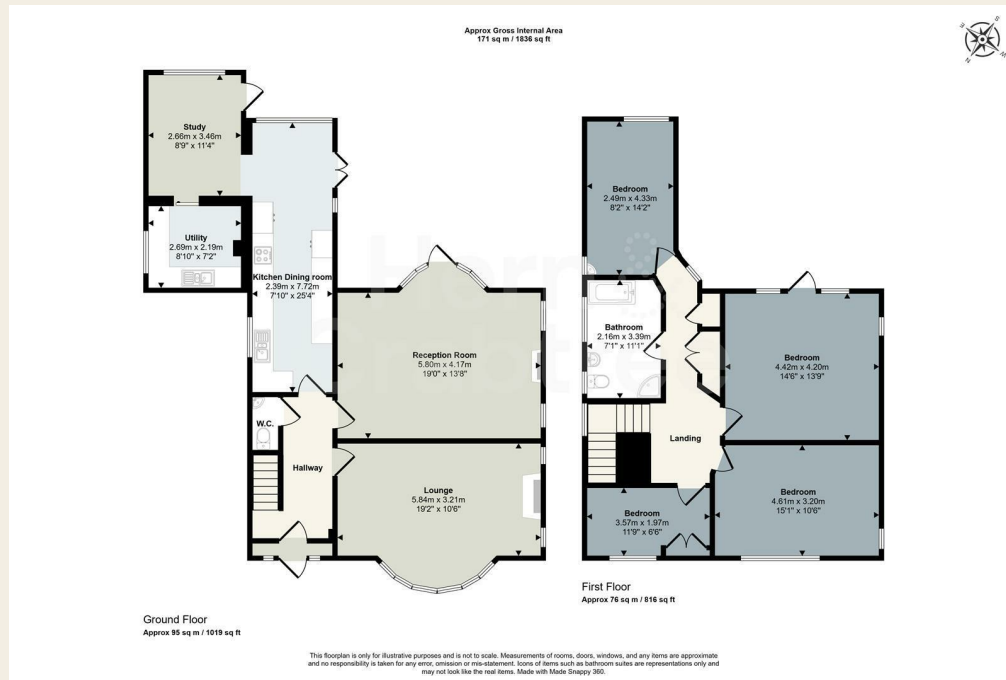 Approx Gross Internal Area
171 sq m / 1836 sq ft
S
E
W
N
Study
2.66m x 3.46m
8'9" x 11'4"
Utility
2.69m x 2.19m
8'10" x 7'2"
Kitchen Dining room
2.39m x 7.72m
7'10" x 25'4"
Reception Room
5.80m x 4.17m
19'0" x 13'8"
W.C.
Hallway
Lounge
5.84m x 3.21m
19'2" x 10'6"
Ground Floor
Approx 95 sq m / 1019 sq ft
Bedroom
2.49m x 4.33m
8'2" x 14'2"
Bathroom
2.16m x 3.39m
7'1" x 11'1"
Bedroom
4.42m x 4.20m
14'6" x 13'9"
Landing
Bedroom
4.61m x 3.20m
15'1" x 10'6"
Bedroom
3.57m x 1.97m
11'9" x 6'6"
First Floor
Approx 76 sq m / 816 sq ft
This floorplan is only for illustrative purposes and is not to scale. Measurements of rooms, doors, windows, and any items are approximate
and no responsibility is taken for any error, omission or mis-statement. Icons of items such as bathroom suites are representations only and
may not look like the real items. Made with Made Snappy 360.